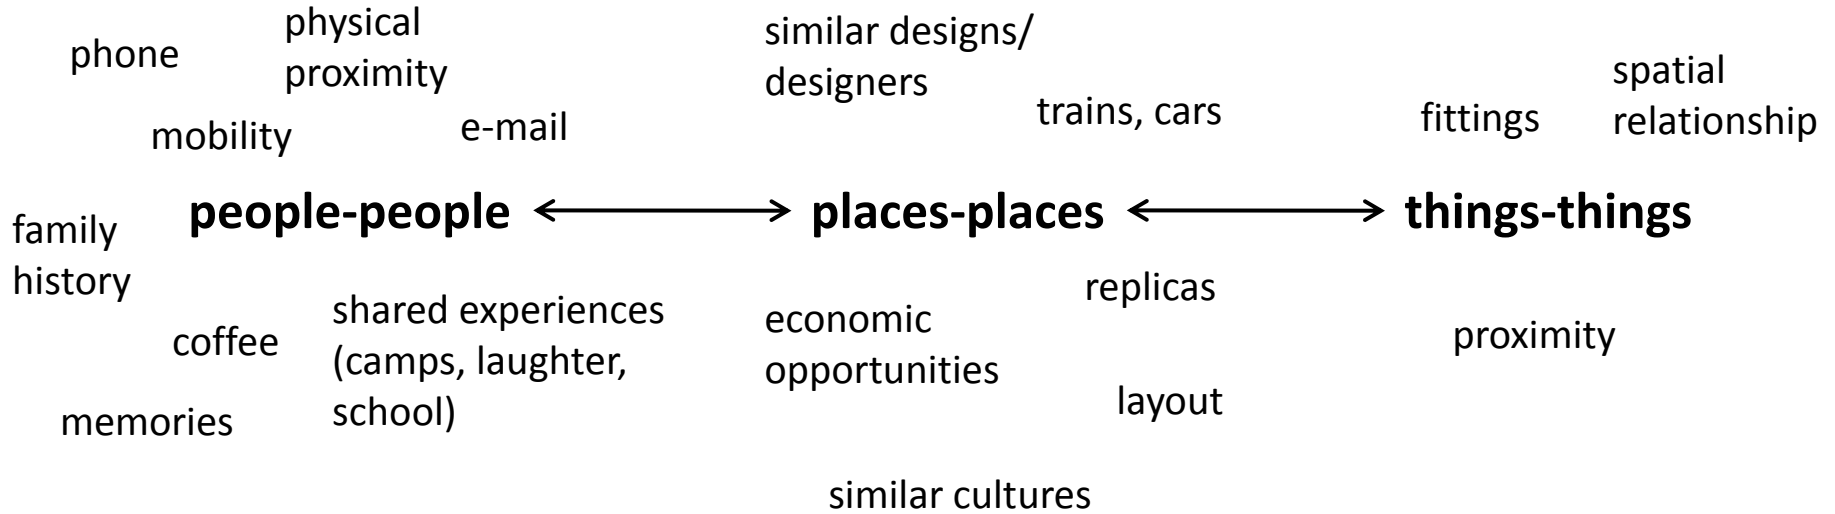 phone
physical
proximity
mobility
e-mail
similar designs/
designers
trains, cars
fittings
spatial
relationship
people-people
places-places
things-things
family
history
coffee
shared experiences
(camps, laughter,
school)
memories
economic
opportunities
replicas
layout
similar cultures
proximity